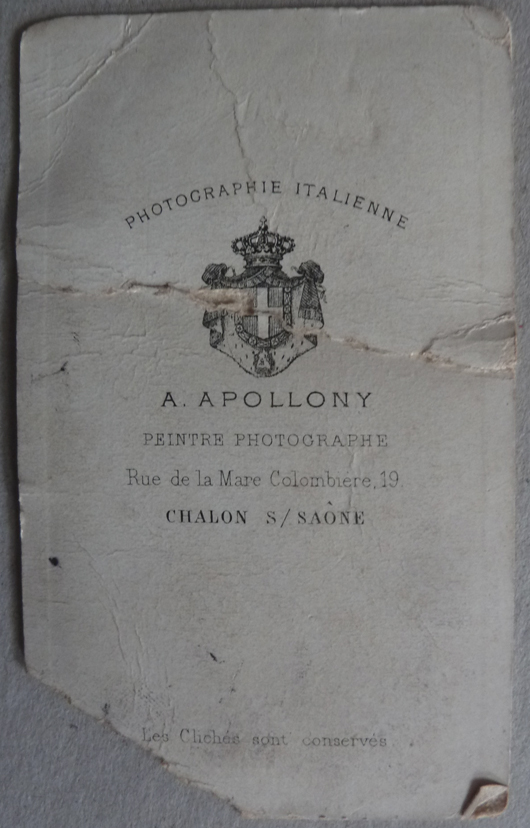 PHOTOGRAPHIE ITALIENNE
A. APOLLONY
PEINTRE PHOTOGRAPHE
Rue de la Mare Colombière, 19.
CHALON S/SAÔNE
Les Clichés sont conservés